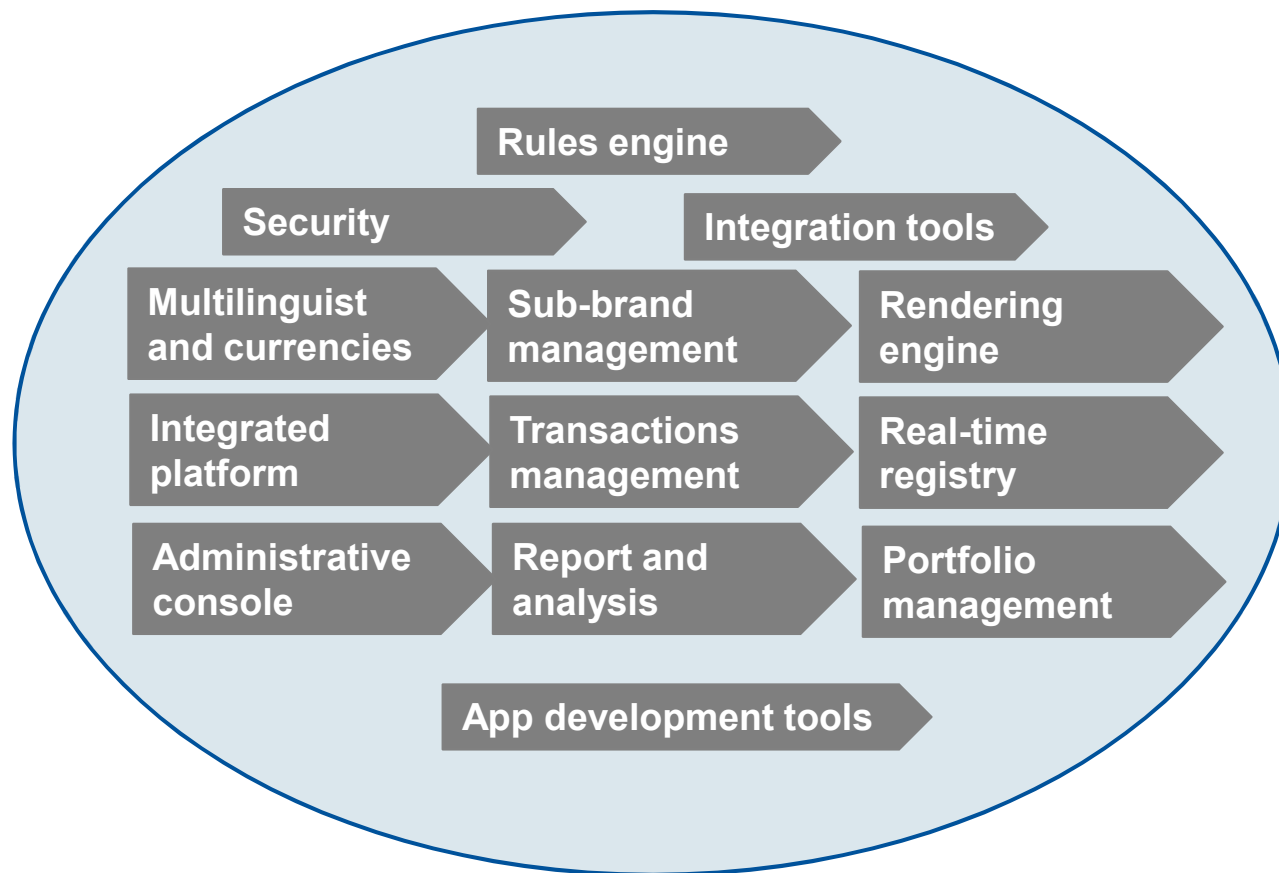 Rules engine
Security
Integration tools
Multilinguist
and currencies
Sub-brand
management
Rendering
engine
Integrated
platform
Transactions
management
Real-time
registry
Administrative
console
Report and
analysis
Portfolio
management
App development tools